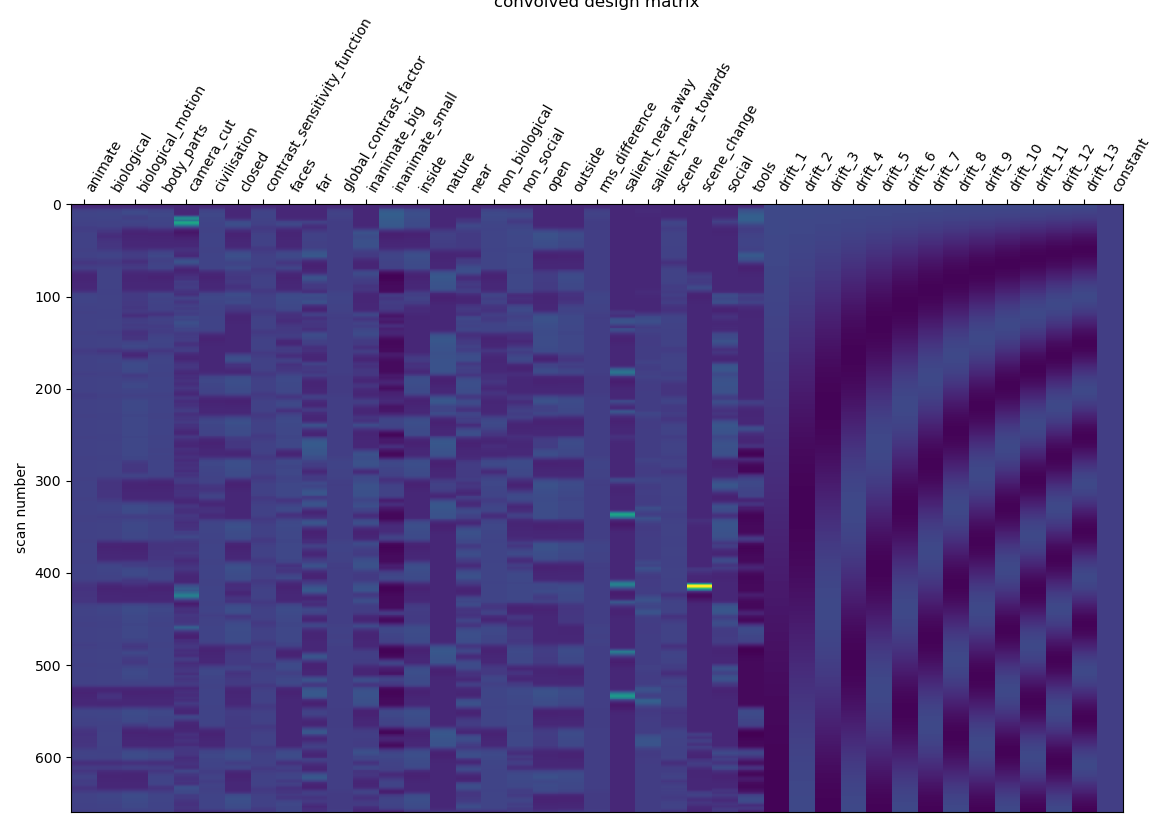 convolved design matrix
animate
biological
biological_motion
body_parts
camera_cut
civilisation
closed
contrast_sensitivity_function
faces
far
global_contrast_factor
inanimate_big
inanimate_small
inside
nature
near
non_biological
non_social
open
outside
rms_difference
salient_near_away
salient_near_towards
scene
scene_change
social
tools
drift_1
drift_2
drift_3
drift_4
drift_5
drift_6
drift_7
drift_8
drift_9
drift_10
drift_11
drift_12
drift_13
constant
0
100
200
300
400
500
600
scan number